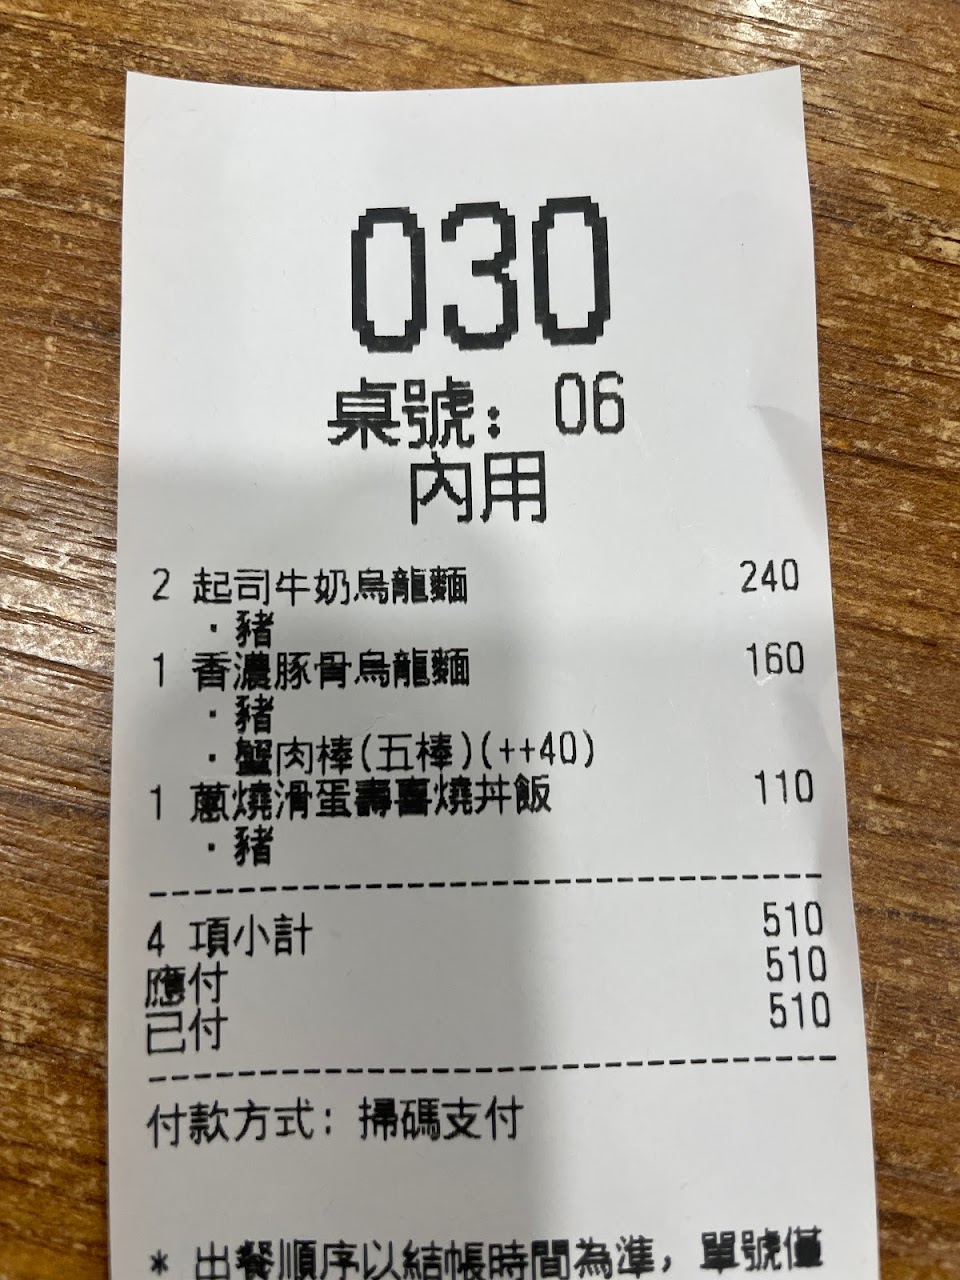 030
桌號: 06
內用
2 起司牛奶烏龍麵 240
・豬
1 香濃豚骨烏龍麵 160
・豬
・蟹肉棒(五棒)(++40)
1 蔥燒滑蛋壽喜燒丼飯 110
・豬
4 項小計 510
應付 510
已付 510
付款方式: 掃碼支付
* 出餐順序以結帳時間為準, 單號僅